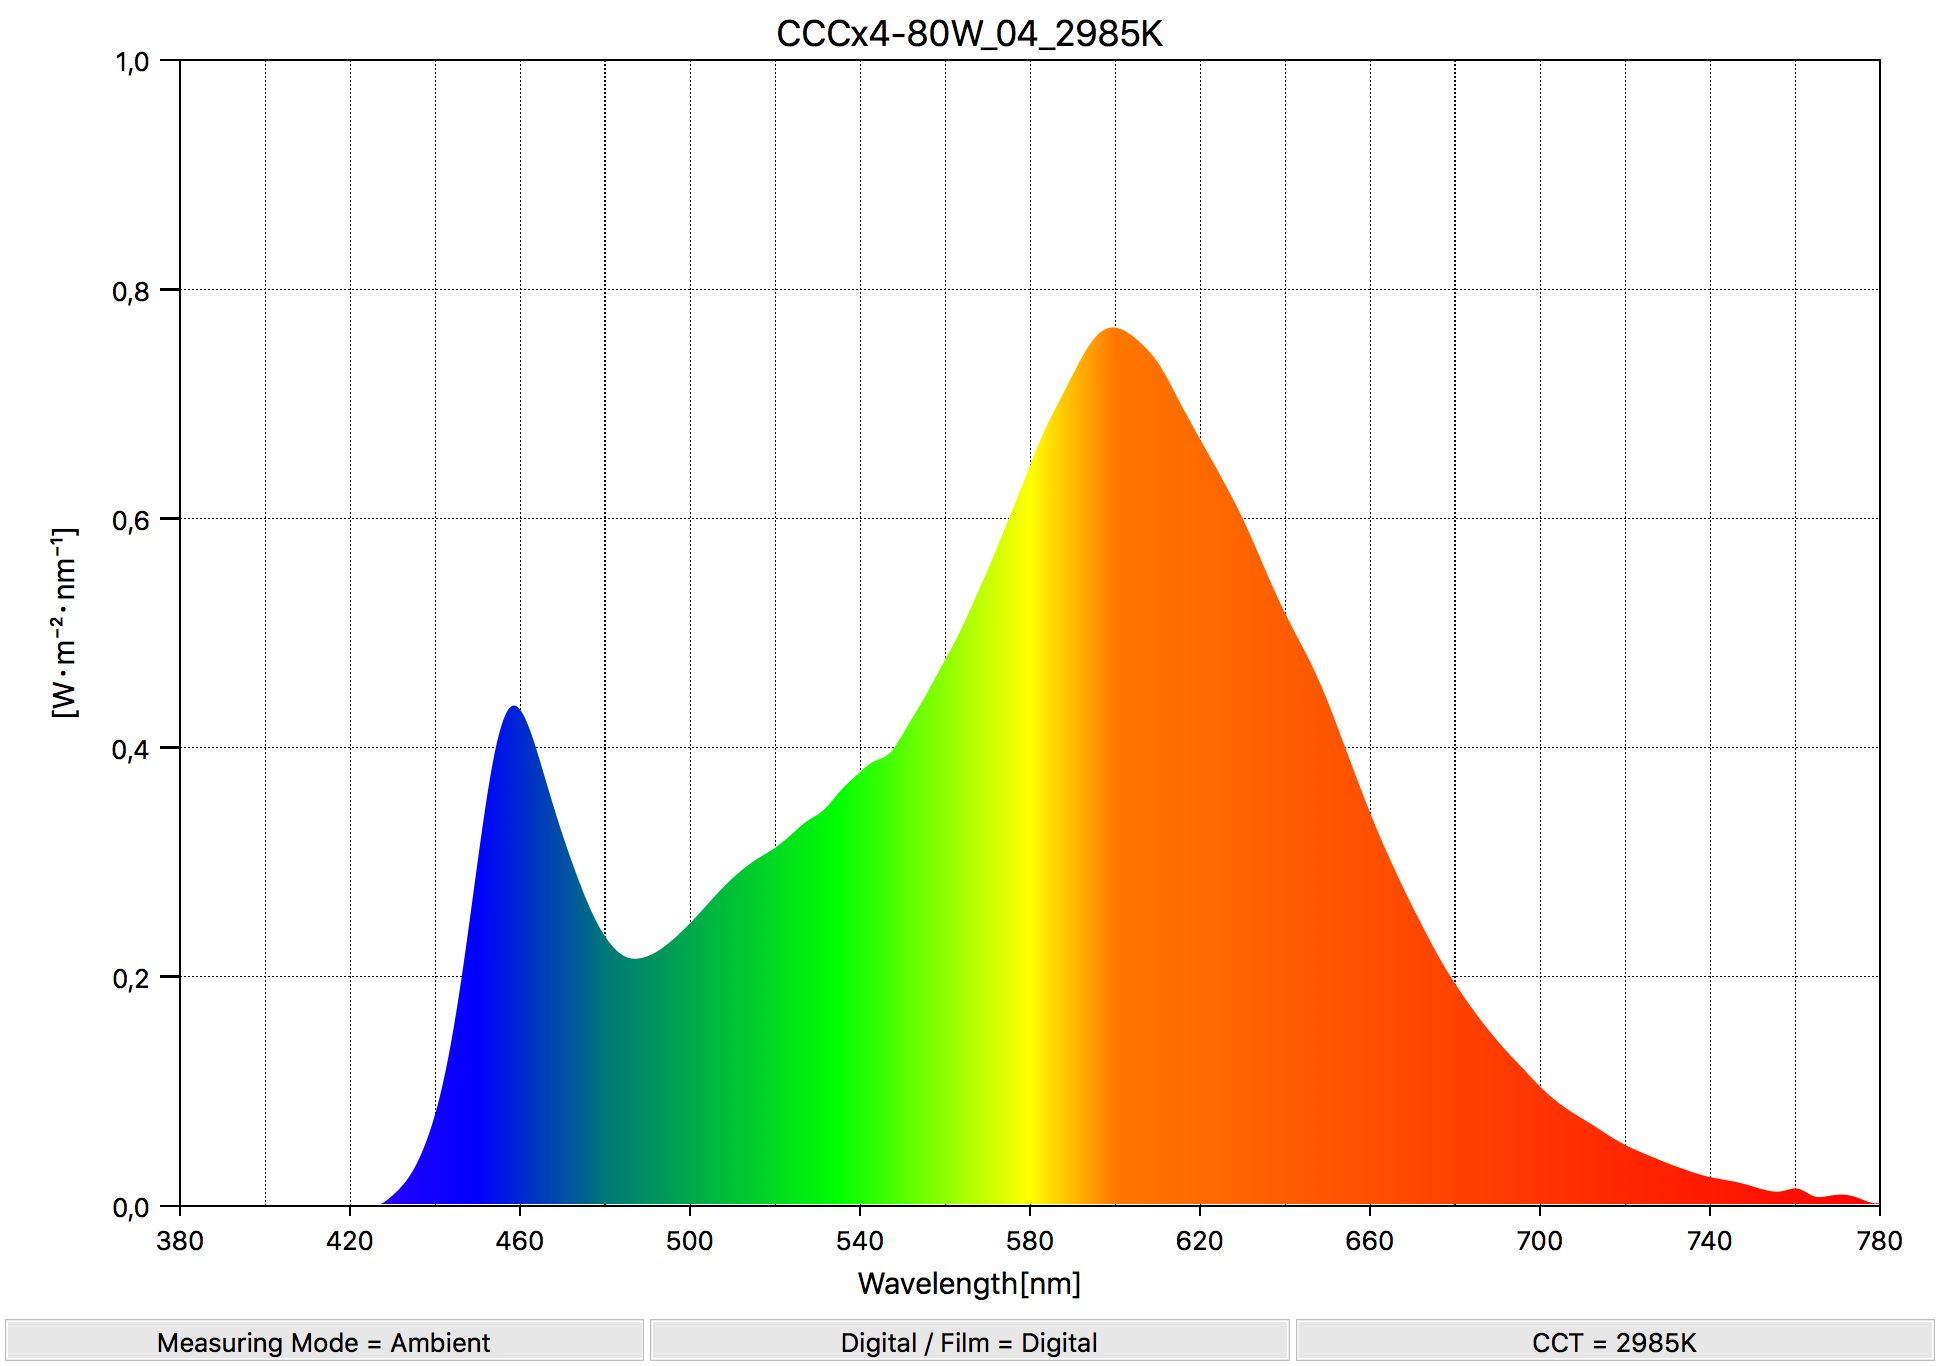 CCCx4-80W_04_2985K
1,0
0,8
0,6
0,4
0,2
0,0
[W·m⁻²·nm⁻¹]
380 420 460 500 540 580 620 660 700 740 780
Wavelength[nm]
Measuring Mode = Ambient
Digital / Film = Digital
CCT = 2985K